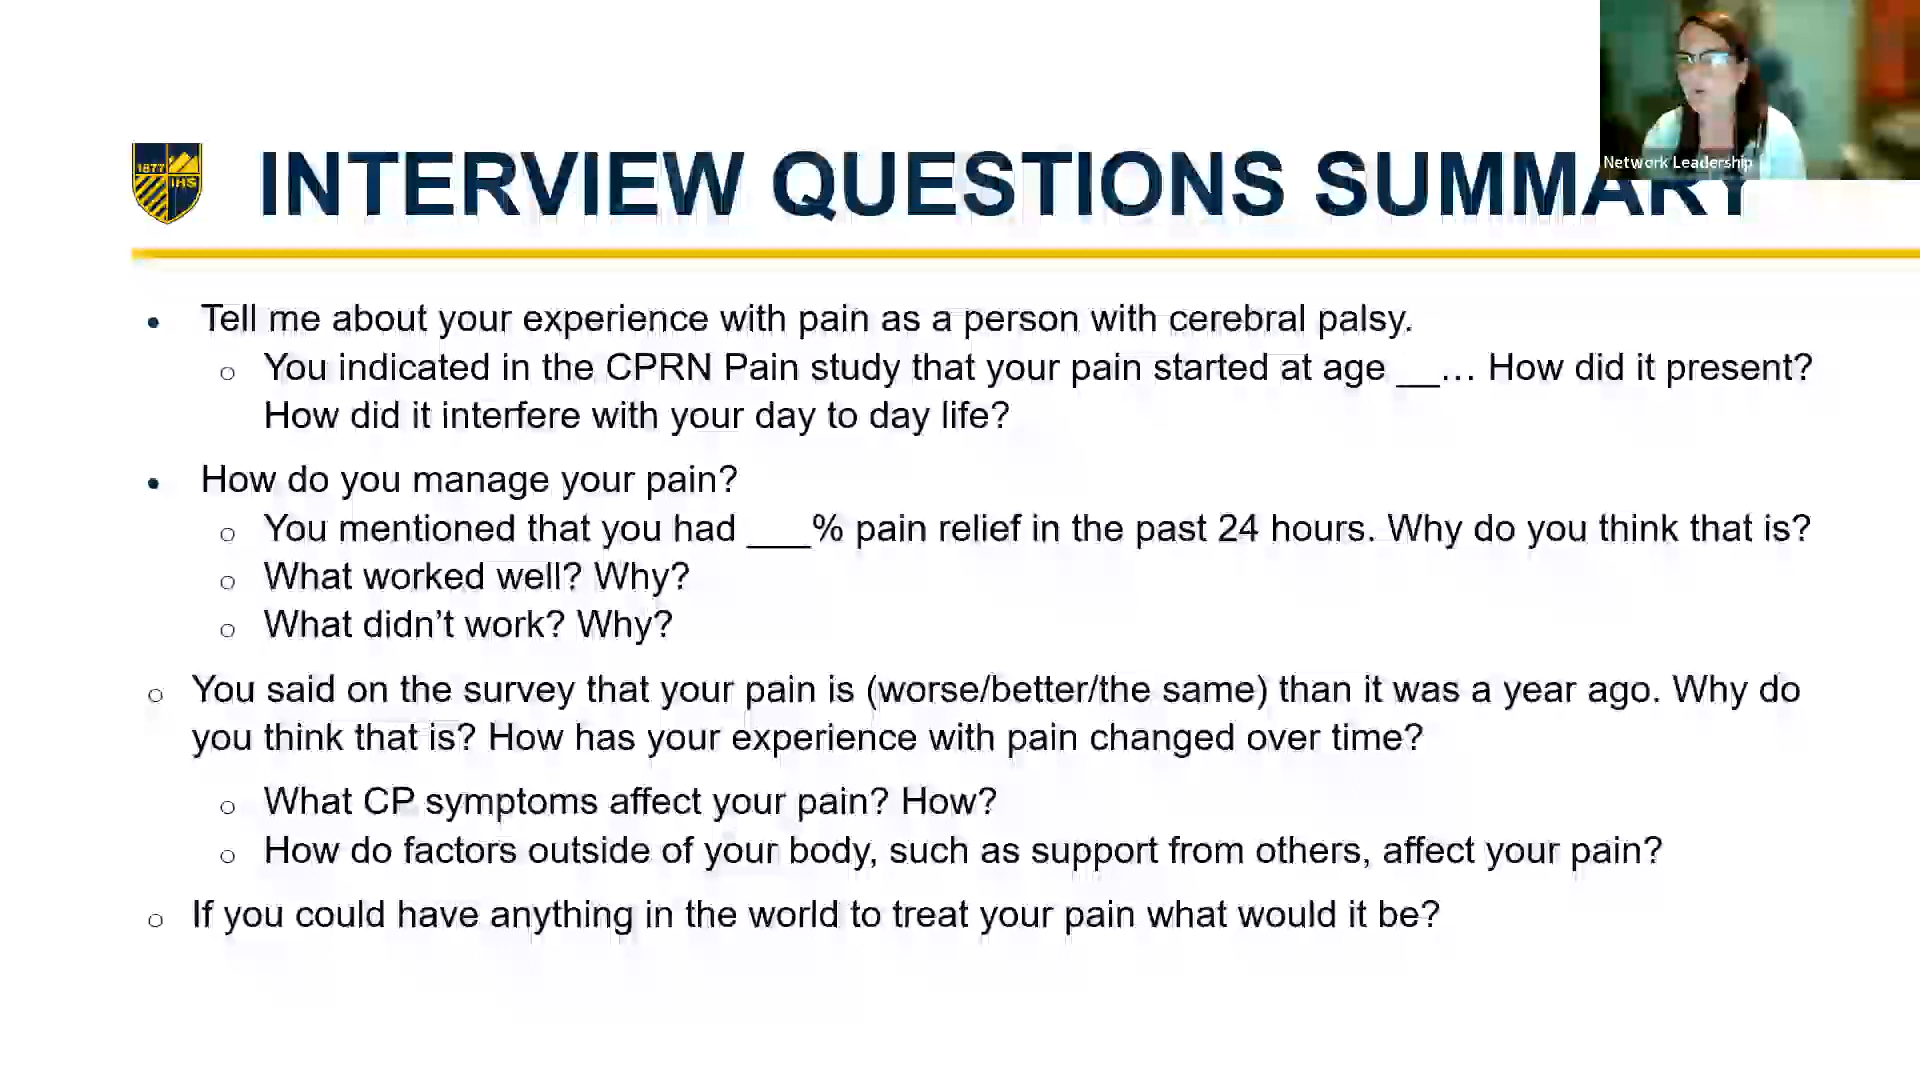 Network Leadership
1877
IHS
INTERVIEW QUESTIONS SUMMARY
• Tell me about your experience with pain as a person with cerebral palsy.
o You indicated in the CPRN Pain study that your pain started at age __… How did it present?
How did it interfere with your day to day life?
• How do you manage your pain?
o You mentioned that you had ___% pain relief in the past 24 hours. Why do you think that is?
o What worked well? Why?
o What didn’t work? Why?
o You said on the survey that your pain is (worse/better/the same) than it was a year ago. Why do
you think that is? How has your experience with pain changed over time?
o What CP symptoms affect your pain? How?
o How do factors outside of your body, such as support from others, affect your pain?
o If you could have anything in the world to treat your pain what would it be?